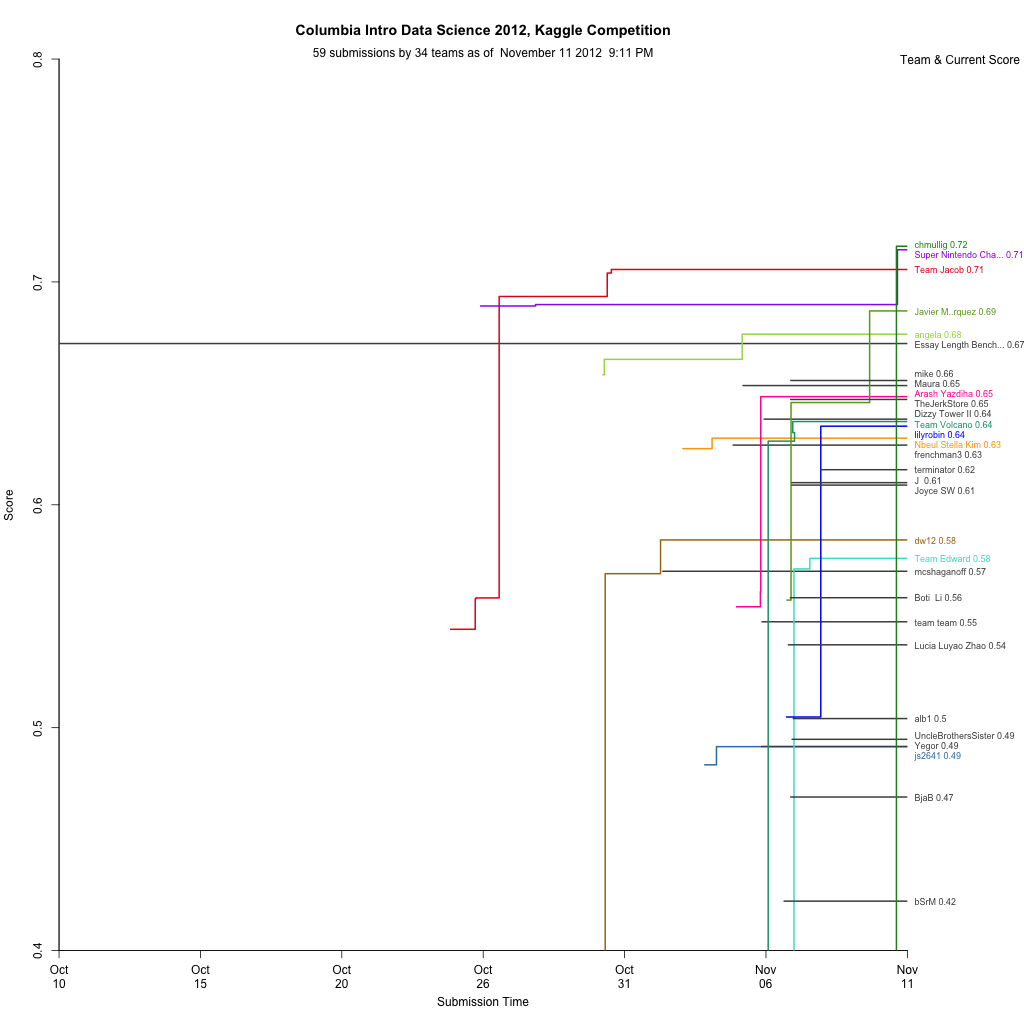 Columbia Intro Data Science 2012, Kaggle Competition
59 submissions by 34 teams as of November 11 2012 9:11 PM
Team & Current Score
0.8
0.7
0.6
0.5
0.4
Score
chmullig 0.72
Super Nintendo Cha... 0.71
Team Jacob 0.71
Javier M..rquez 0.69
angela 0.68
Essay Length Bench... 0.67
mike 0.66
Maura 0.65
Arash Yazdiha 0.65
TheJerkStore 0.65
Dizzy Tower II 0.64
Team Volcano 0.64
lilyrobin 0.64
Nbeul Stella Kim 0.63
frenchman3 0.63
terminator 0.62
J 0.61
Joyce SW 0.61
dw12 0.58
Team Edward 0.58
mcshaganoff 0.57
Boti Li 0.56
team team 0.55
Lucia Luyao Zhao 0.54
alb1 0.5
UncleBrothersSister 0.49
Yegor 0.49
js2641 0.49
BjaB 0.47
bSrM 0.42
Oct 10
Oct 15
Oct 20
Oct 26
Oct 31
Nov 06
Nov 11
Submission Time